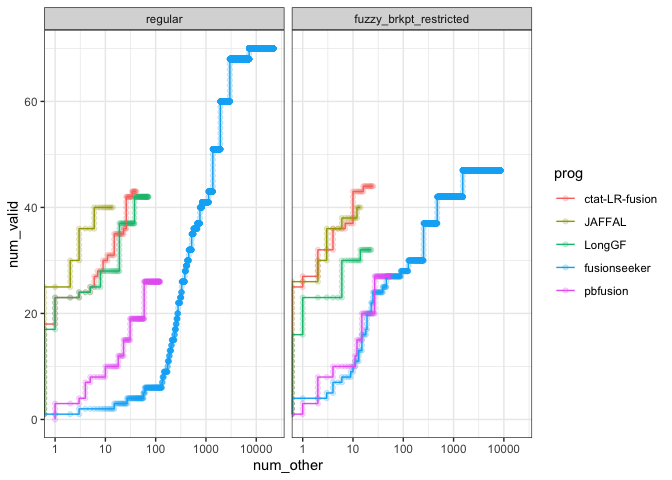 regular
fuzzy_brkpt_restricted
num_valid
60
40
20
0
1
10
100
1000
10000
1
10
100
1000
10000
num_other
prog
ctat-LR-fusion
JAFFAL
LongGF
fusionseeker
pbfusion